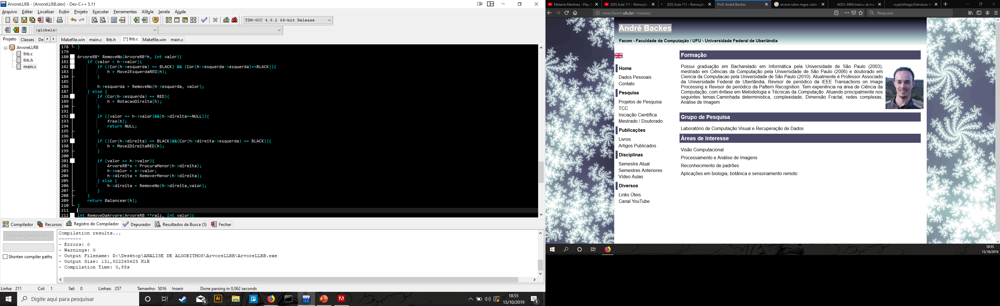 ArvoreLLRB - [ArvoreLLRB.dev] - Dev-C++ 5.11
Arquivo Editar Localizar Exibir Projeto Executar Ferramentas AStyle Janela Ajuda
TDM-GCC 4.9.2 64-bit Release
(globals)
Projeto Classes De
Makefile.win main.c llrb.h [*] llrb.c Makefile.win main.c
ArvoreLLRB
llrb.c
llrb.h
main.c
178 }
179
180 ArvoreRB* RemoveNo(ArvoreRB*h, int valor){
181 if (valor < h->valor){
182 if ((Cor(h->esquerda) == BLACK) && (Cor(h->esquerda->esquerda)==BLACK)){
183 h = Move2EsquerdaRED(h);
184 }
185
186 h->esquerda = RemoveNo(h->esquerda, valor);
187 } else {
188 if (Cor(h->esquerda) == RED){
189 h = RotacaoDireita(h);
190 }
191
192 if ((valor == h->valor)&&(h->direita==NULL)){
193 free(h);
194 return NULL;
195 }
196
197 if ((Cor(h->direita) == BLACK)&&(Cor(h->direita->esquerda) == BLACK)){
198 h = Move2DireitaRED(h);
199 }
200
201 if (valor == h->valor){
202 ArvoreRB*x = ProcuraMenor(h->direita);
203 h->valor = x->valor;
204 h->direita = RemoverMenor(h->direita);
205 } else {
206 h->direita = RemoveNo(h->direita,valor);
207 }
208 }
209 return Balancear(h);
210 }
211
212 int RemoveDaArvore(ArvoreRB **raiz, int valor){
Compilador Recursos Registro do Compilador Depurador Resultados da Busca (5) Fechar
Abortar Compilação
Shorten compiler paths
Compilation results...
--------
- Errors: 0
- Warnings: 0
- Output Filename: D:\Desktop\ANALISE DE ALGORITMOS\ArvoreLLRB\ArvoreLLRB.exe
- Output Size: 131,822265625 KiB
- Compilation Time: 0,88s
Linha: 211 Col: 1 Sel: 0 Linhas: 257 Tamanho: 5016 Inserir Done parsing in 0,062 seconds
Digite aqui para pesquisar
6
Ai
DEV
18:55
15/10/2019
3
Melanie Martinez - Play D
[ED] Aula 111 - Remoção
[ED] Aula 111 – Remoção
Prof. André Backes
arvore rubro negra caida
AED2-ARN/main.c at mas
cryptothiago/Estrutura-De
www.facom.ufu.br/~backes/
Pesquisar
André Backes
Facom - Faculdade de Computação / UFU - Universidade Federal de Uberlândia
Home
Dados Pessoais
Contato
Pesquisa
Projetos de Pesquisa
TCC
Iniciação Científica
Mestrado / Doutorado
Publicações
Livros
Artigos Publicados
Disciplinas
Semestre Atual
Semestres Anteriores
Vídeo Aulas
Diversos
Links Úteis
Canal YouTube
Formação
Possui graduação em Bacharelado em Informática pela Universidade de São Paulo (2003),
mestrado em Ciências da Computação pela Universidade de São Paulo (2006) e doutorado em
Ciencia da Computacao pela Universidade de São Paulo (2010). Atualmente é Professor Associado
da Universidade Federal de Uberlândia, Revisor de periódico da IEEE Transactions on Image
Processing e Revisor de periódico da Pattern Recognition. Tem experiência na área de Ciência da
Computação, com ênfase em Metodologia e Técnicas da Computação. Atuando principalmente nos
seguintes temas:Caminhada deterministica, complexidade, Dimensão Fractal, redes complexas,
Análise de Imagem
Grupo de Pesquisa
Laboratório de Computação Visual e Recuperação de Dados
Áreas de Interesse
Visão Computacional
Processamento e Análise de Imagens
Reconhecimento de padrões
Aplicações em biologia, botânica e sensoriamento remoto
18:55
15/10/2019